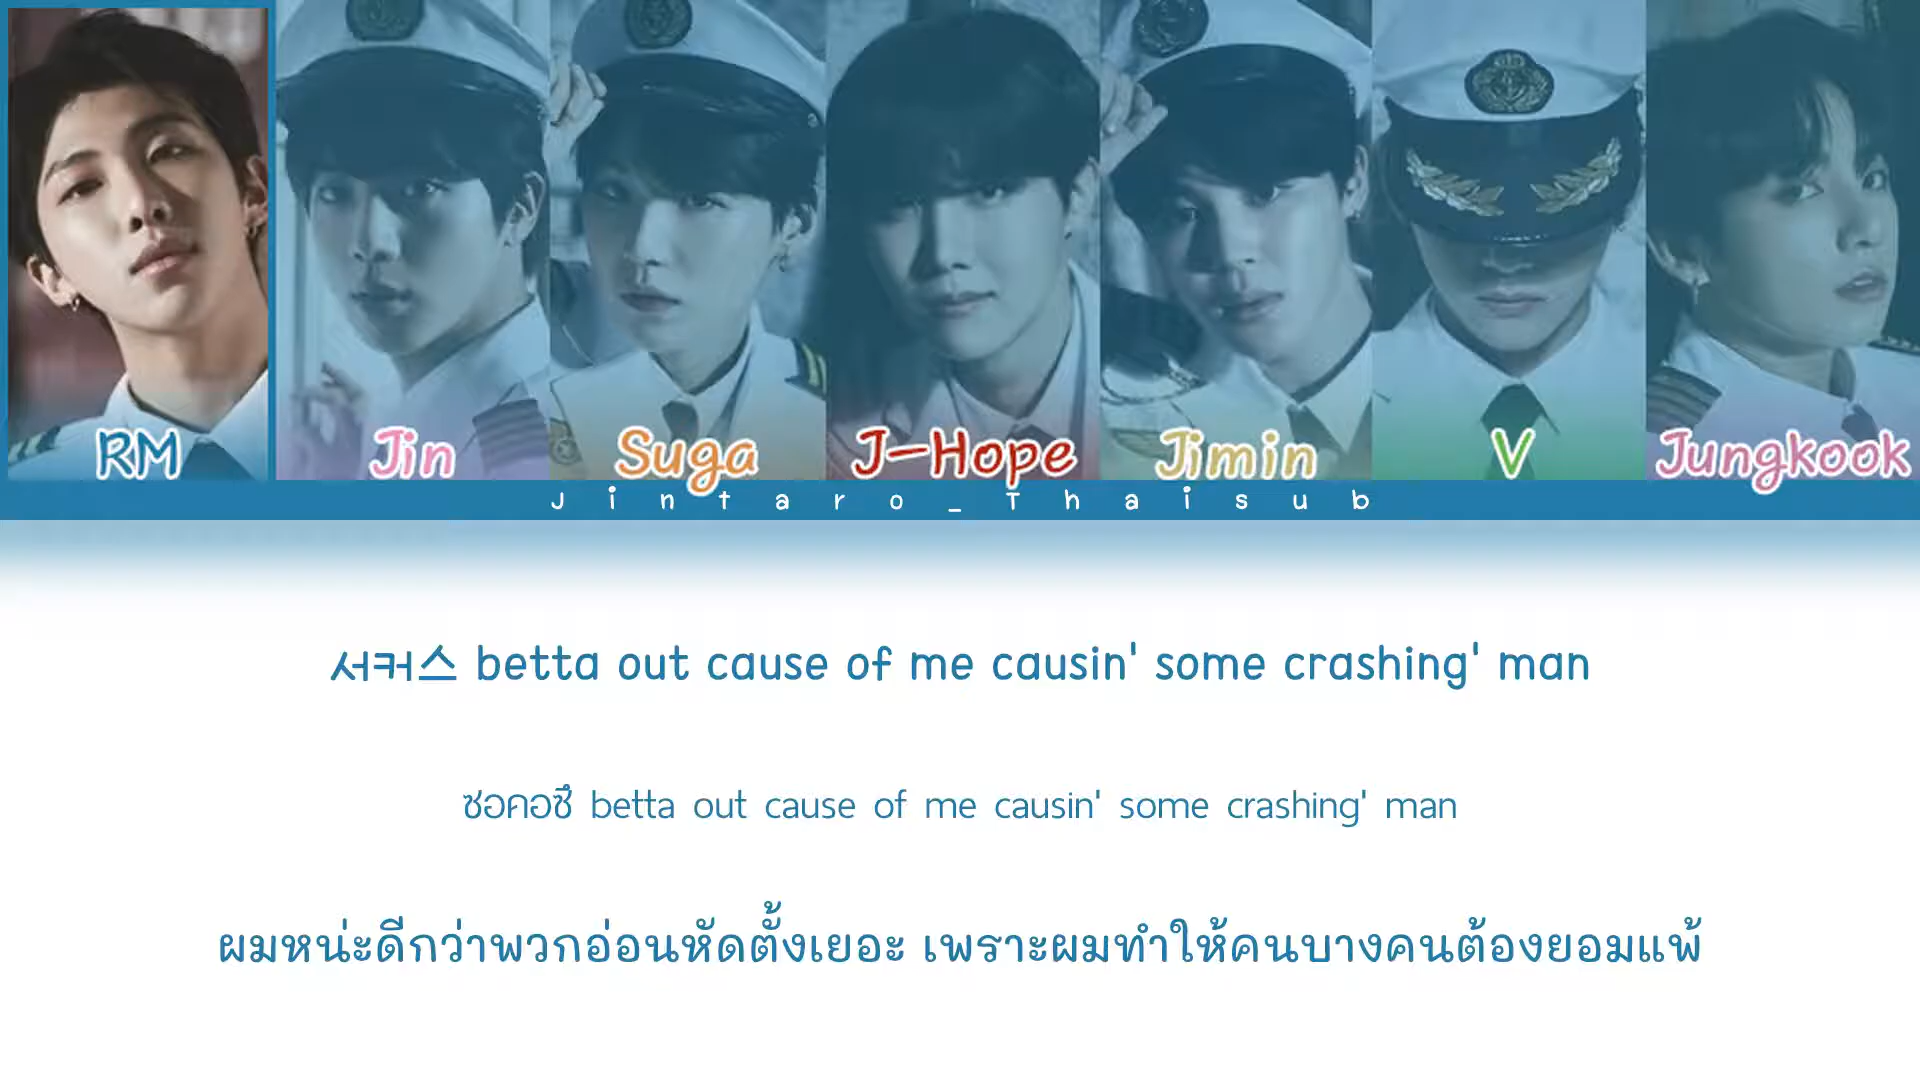 RM Jin Suga J-Hope Jimin V Jungkook
Jintaro_Thaisub
서커스 betta out cause of me causin' some crashing' man
ซอคอซึ betta out cause of me causin' some crashing' man
ผมหน่ะดีกว่าพวกอ่อนหัดตั้งเยอะ เพราะผมทำให้คนบางคนต้องยอมแพ้